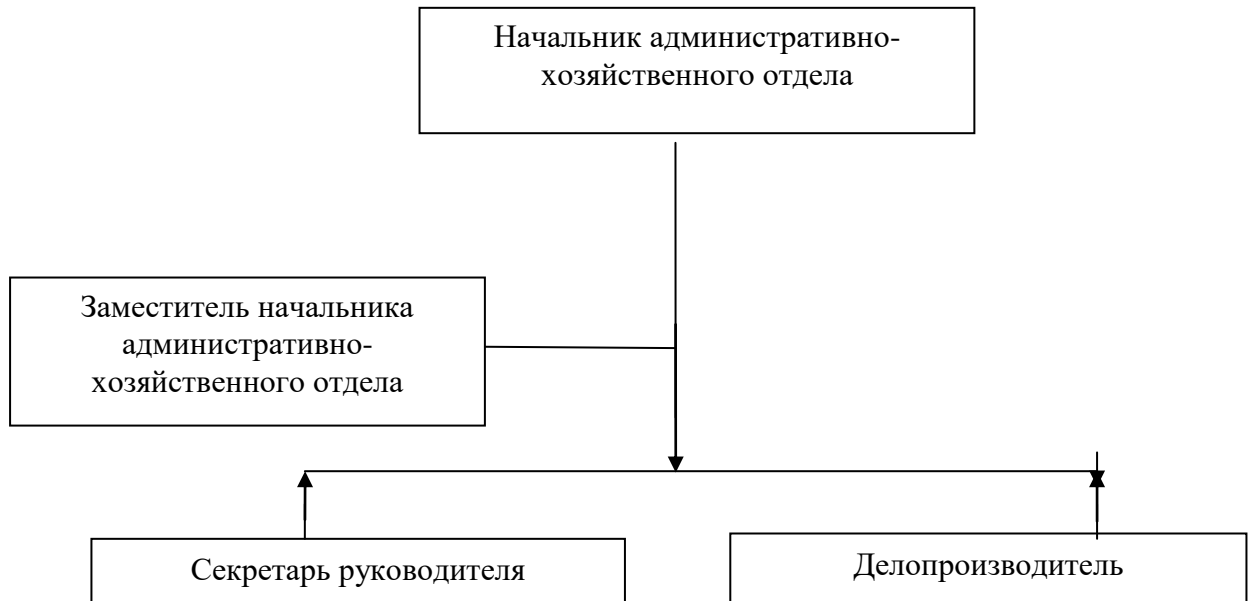 Начальник административно-
хозяйственного отдела
Заместитель начальника
административно-
хозяйственного отдела
Секретарь руководителя
Делопроизводитель